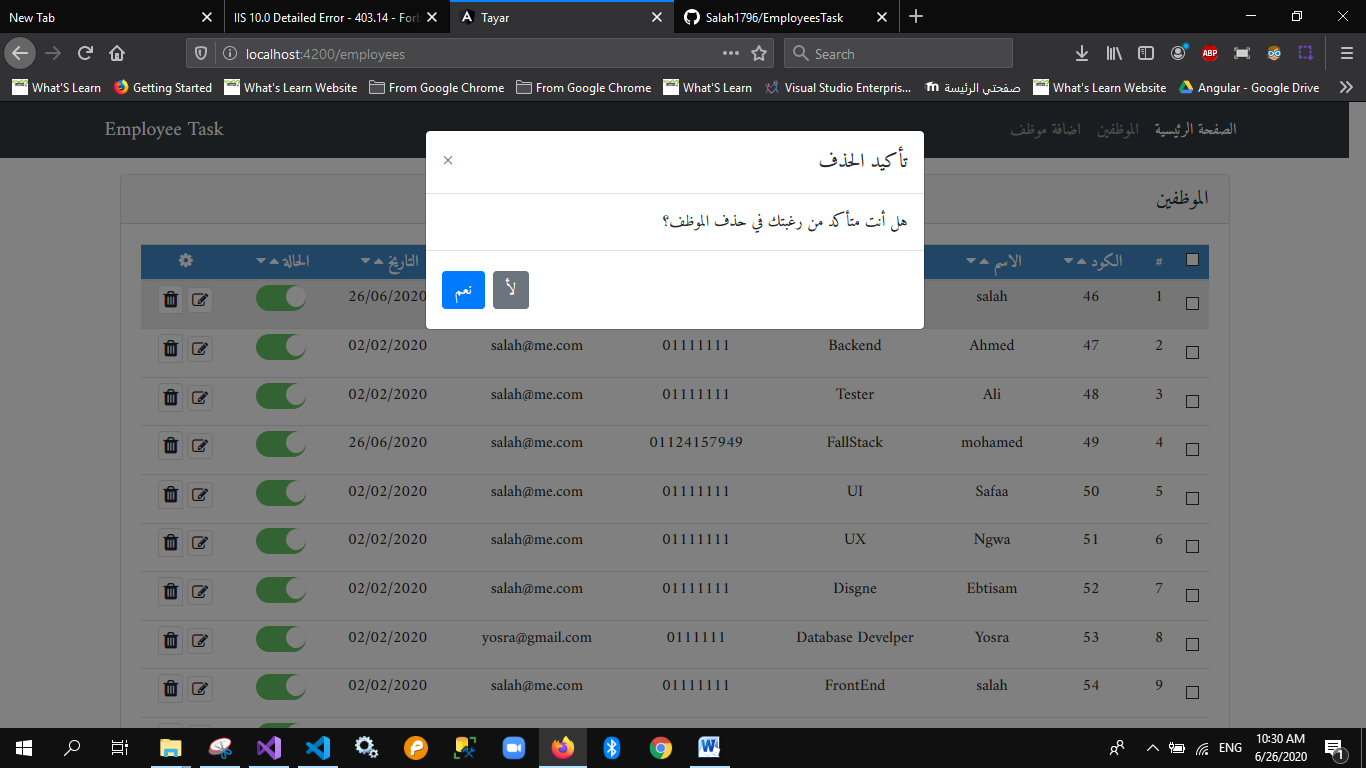 New Tab
IIS 10.0 Detailed Error - 403.14 - For
Tayar
Salah1796/EmployeesTask
localhost:4200/employees
Search
What'S Learn
Getting Started
What's Learn Website
From Google Chrome
From Google Chrome
What'S Learn
Visual Studio Enterpris...
صفحتي الرئيسة
What's Learn Website
Angular - Google Drive
Employee Task
الصفحة الرئيسية
الموظفين
اضافة موظف
تأكيد الحذف ×
هل أنت متأكد من رغبتك في حذف الموظف؟
لأ
نعم
الموظفين
# الكود الاسم التاريخ الحالة
1 46 salah 26/06/2020
2 47 Ahmed Backend 01111111 salah@me.com 02/02/2020
3 48 Ali Tester 01111111 salah@me.com 02/02/2020
4 49 mohamed FallStack 01124157949 salah@me.com 26/06/2020
5 50 Safaa UI 01111111 salah@me.com 02/02/2020
6 51 Ngwa UX 01111111 salah@me.com 02/02/2020
7 52 Ebtisam Disgne 01111111 salah@me.com 02/02/2020
8 53 Yosra Database Develper 0111111 yosra@gmail.com 02/02/2020
9 54 salah FrontEnd 01111111 salah@me.com 02/02/2020
ENG
10:30 AM
6/26/2020
1